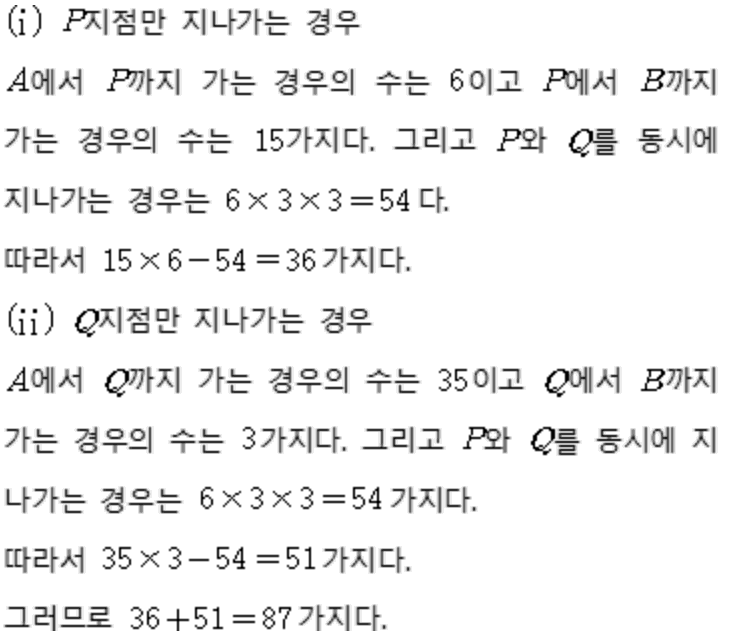 (i) P지점만 지나가는 경우
A에서 P까지 가는 경우의 수는 6이고 P에서 B까지
가는 경우의 수는 15가지다. 그리고 P와 Q를 동시에
지나가는 경우는 6×3×3=54 다.
따라서 15×6-54=36 가지다.
(ii) Q지점만 지나가는 경우
A에서 Q까지 가는 경우의 수는 35이고 Q에서 B까지
가는 경우의 수는 3가지다. 그리고 P와 Q를 동시에 지
나가는 경우는 6×3×3=54 가지다.
따라서 35×3-54=51가지다.
그러므로 36+51=87 가지다.